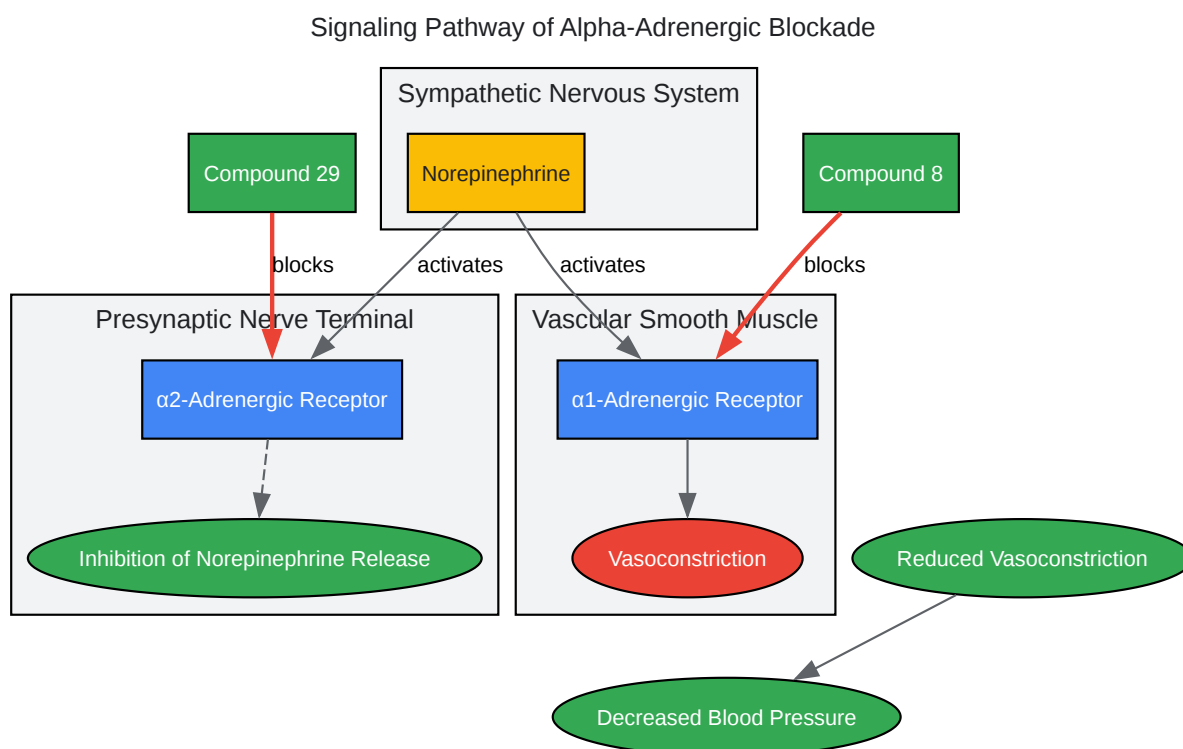 Signaling Pathway of Alpha-Adrenergic Blockade
Sympathetic Nervous System
Compound 29
Norepinephrine
Compound 8
blocks
activates
activates
blocks
Presynaptic Nerve Terminal
Vascular Smooth Muscle
α2-Adrenergic Receptor
α1-Adrenergic Receptor
Inhibition of Norepinephrine Release
Vasoconstriction
Reduced Vasoconstriction
Decreased Blood Pressure